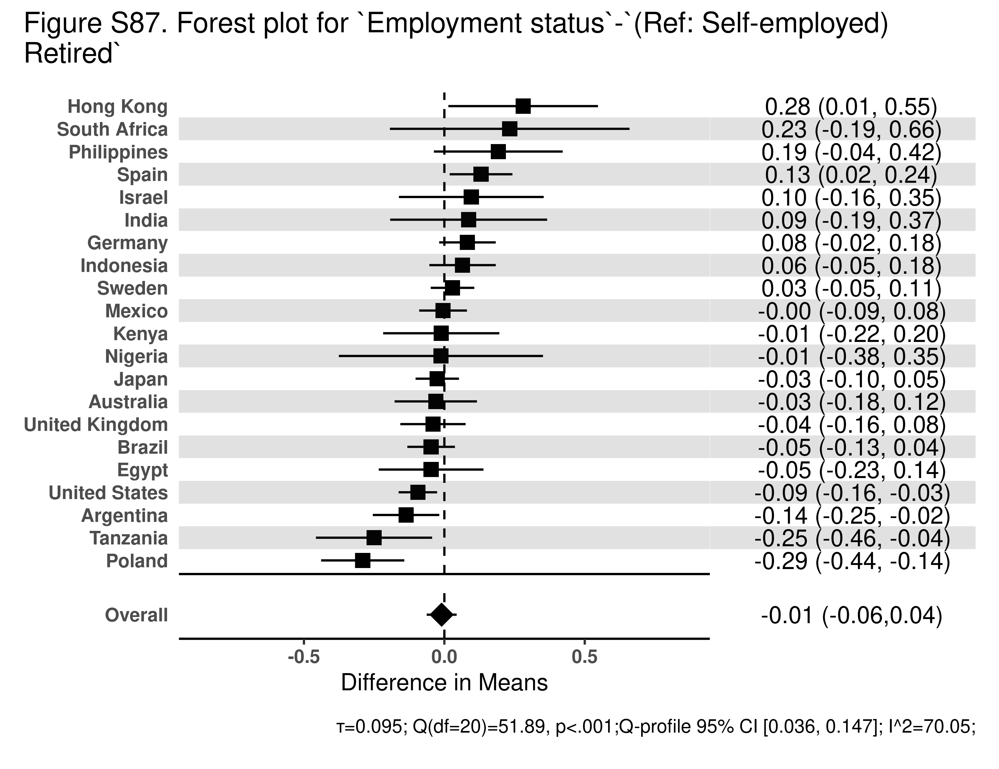 Figure S87. Forest plot for `Employment status`-`(Ref: Self-employed)
Retired`
Hong Kong 0.28 (0.01, 0.55)
South Africa 0.23 (-0.19, 0.66)
Philippines 0.19 (-0.04, 0.42)
Spain 0.13 (0.02, 0.24)
Israel 0.10 (-0.16, 0.35)
India 0.09 (-0.19, 0.37)
Germany 0.08 (-0.02, 0.18)
Indonesia 0.06 (-0.05, 0.18)
Sweden 0.03 (-0.05, 0.11)
Mexico -0.00 (-0.09, 0.08)
Kenya -0.01 (-0.22, 0.20)
Nigeria -0.01 (-0.38, 0.35)
Japan -0.03 (-0.10, 0.05)
Australia -0.03 (-0.18, 0.12)
United Kingdom -0.04 (-0.16, 0.08)
Brazil -0.05 (-0.13, 0.04)
Egypt -0.05 (-0.23, 0.14)
United States -0.09 (-0.16, -0.03)
Argentina -0.14 (-0.25, -0.02)
Tanzania -0.25 (-0.46, -0.04)
Poland -0.29 (-0.44, -0.14)
Overall -0.01 (-0.06,0.04)
-0.5 0.0 0.5
Difference in Means
τ=0.095; Q(df=20)=51.89, p<.001;Q-profile 95% CI [0.036, 0.147]; I^2=70.05;